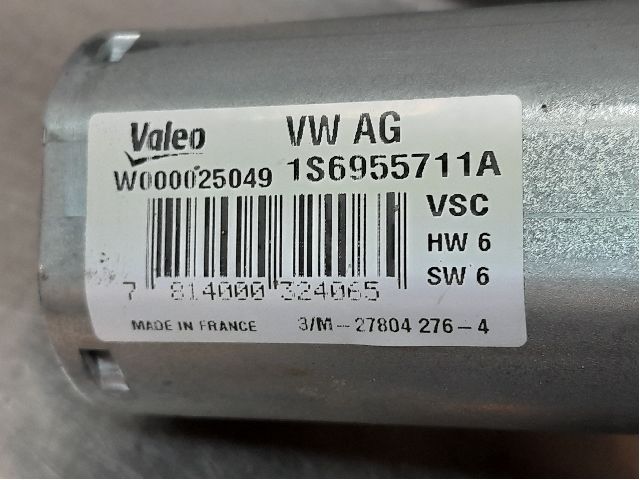 Valeo VW AG
W000025049 1S6955711A
VSC
HW 6
SW 6
7 814000 324065
MADE IN FRANCE 3/M-27804 276-4